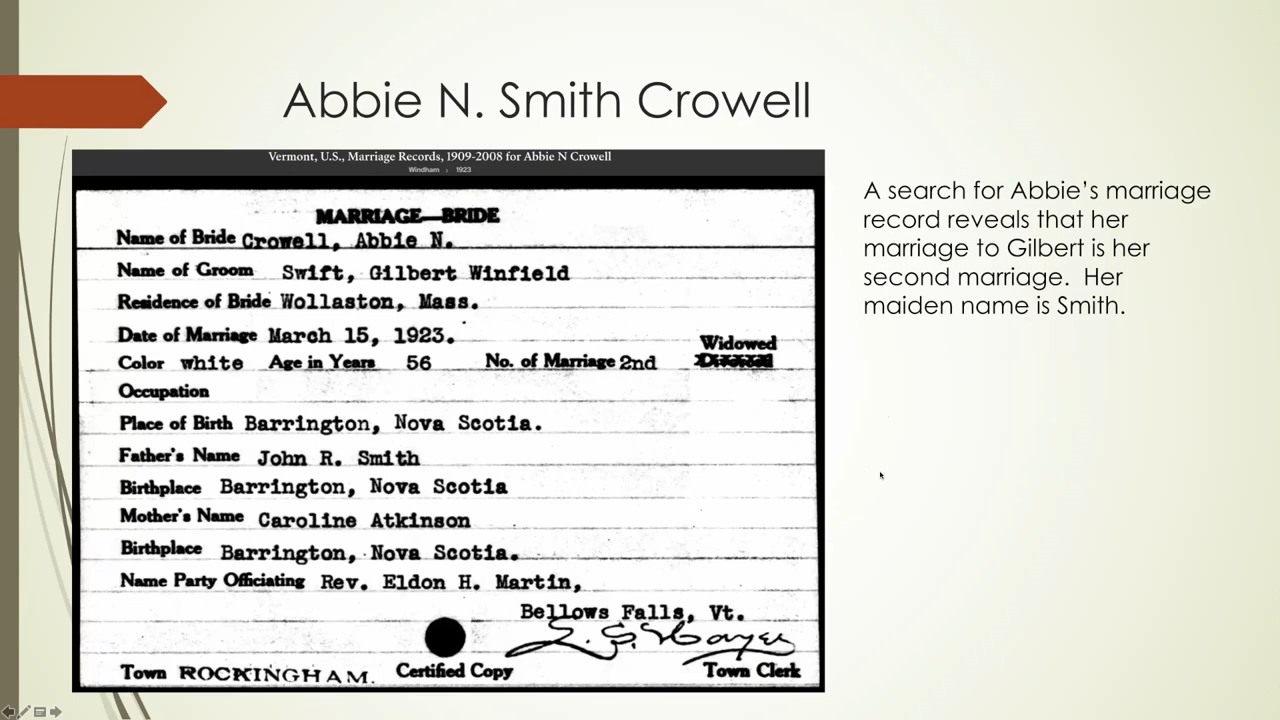 Abbie N. Smith Crowell
Vermont, U.S., Marriage Records, 1909-2008 for Abbie N Crowell
Windham › 1923
MARRIAGE—BRIDE
Name of Bride Crowell, Abbie N.
Name of Groom Swift, Gilbert Winfield
Residence of Bride Wollaston, Mass.
Date of Marriage March 15, 1923.
Widowed
Color white Age in Years 56 No. of Marriage 2nd
Occupation
Place of Birth Barrington, Nova Scotia.
Father's Name John R. Smith
Birthplace Barrington, Nova Scotia
Mother's Name Caroline Atkinson
Birthplace Barrington, Nova Scotia.
Name Party Officiating Rev. Eldon H. Martin,
Bellows Falls, Vt.
Town ROCKINGHAM. Certified Copy Town Clerk
A search for Abbie’s marriage
record reveals that her
marriage to Gilbert is her
second marriage. Her
maiden name is Smith.